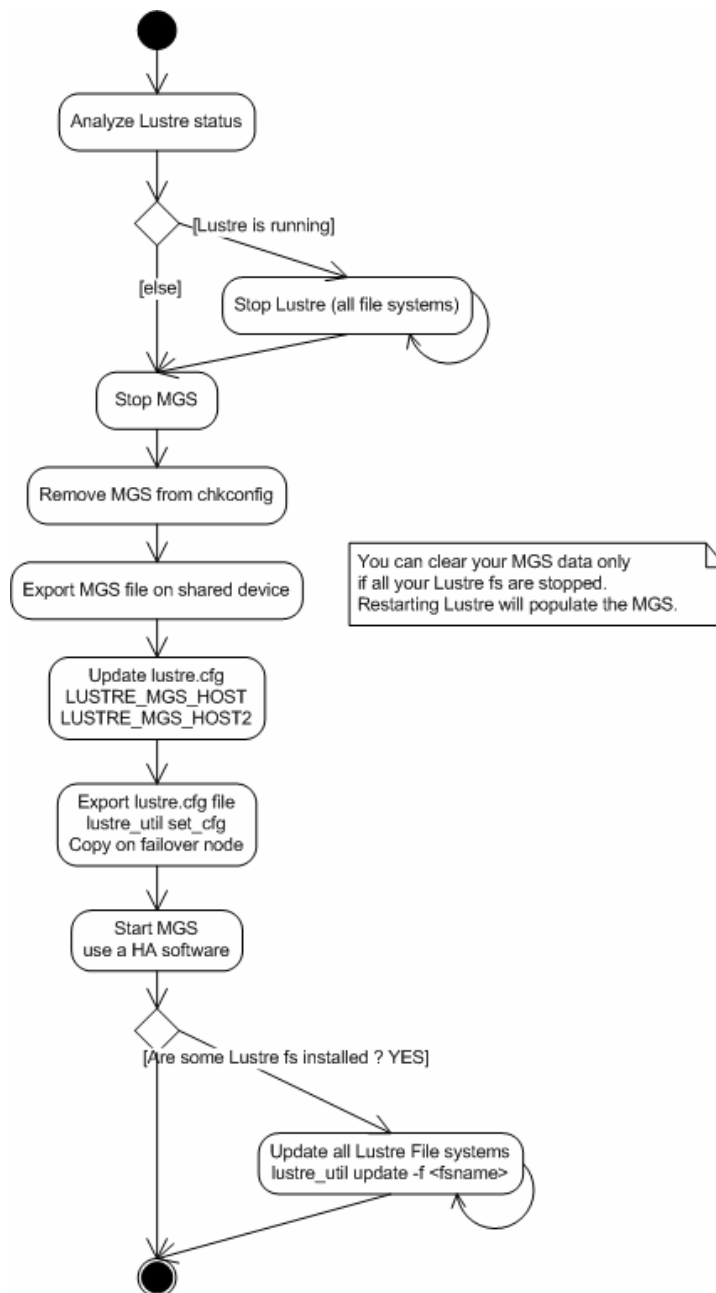 Analyze Lustre status
[Lustre is running]
[else]
Stop Lustre (all file systems)
Stop MGS
Remove MGS from chkconfig
Export MGS file on shared device
You can clear your MGS data only
if all your Lustre fs are stopped.
Restarting Lustre will populate the MGS.
Update lustre.cfg
LUSTRE_MGS_HOST
LUSTRE_MGS_HOST2
Export lustre.cfg file
lustre_util set_cfg
Copy on failover node
Start MGS
use a HA software
[Are some Lustre fs installed ? YES]
Update all Lustre File systems
lustre_util update -f <fsname>